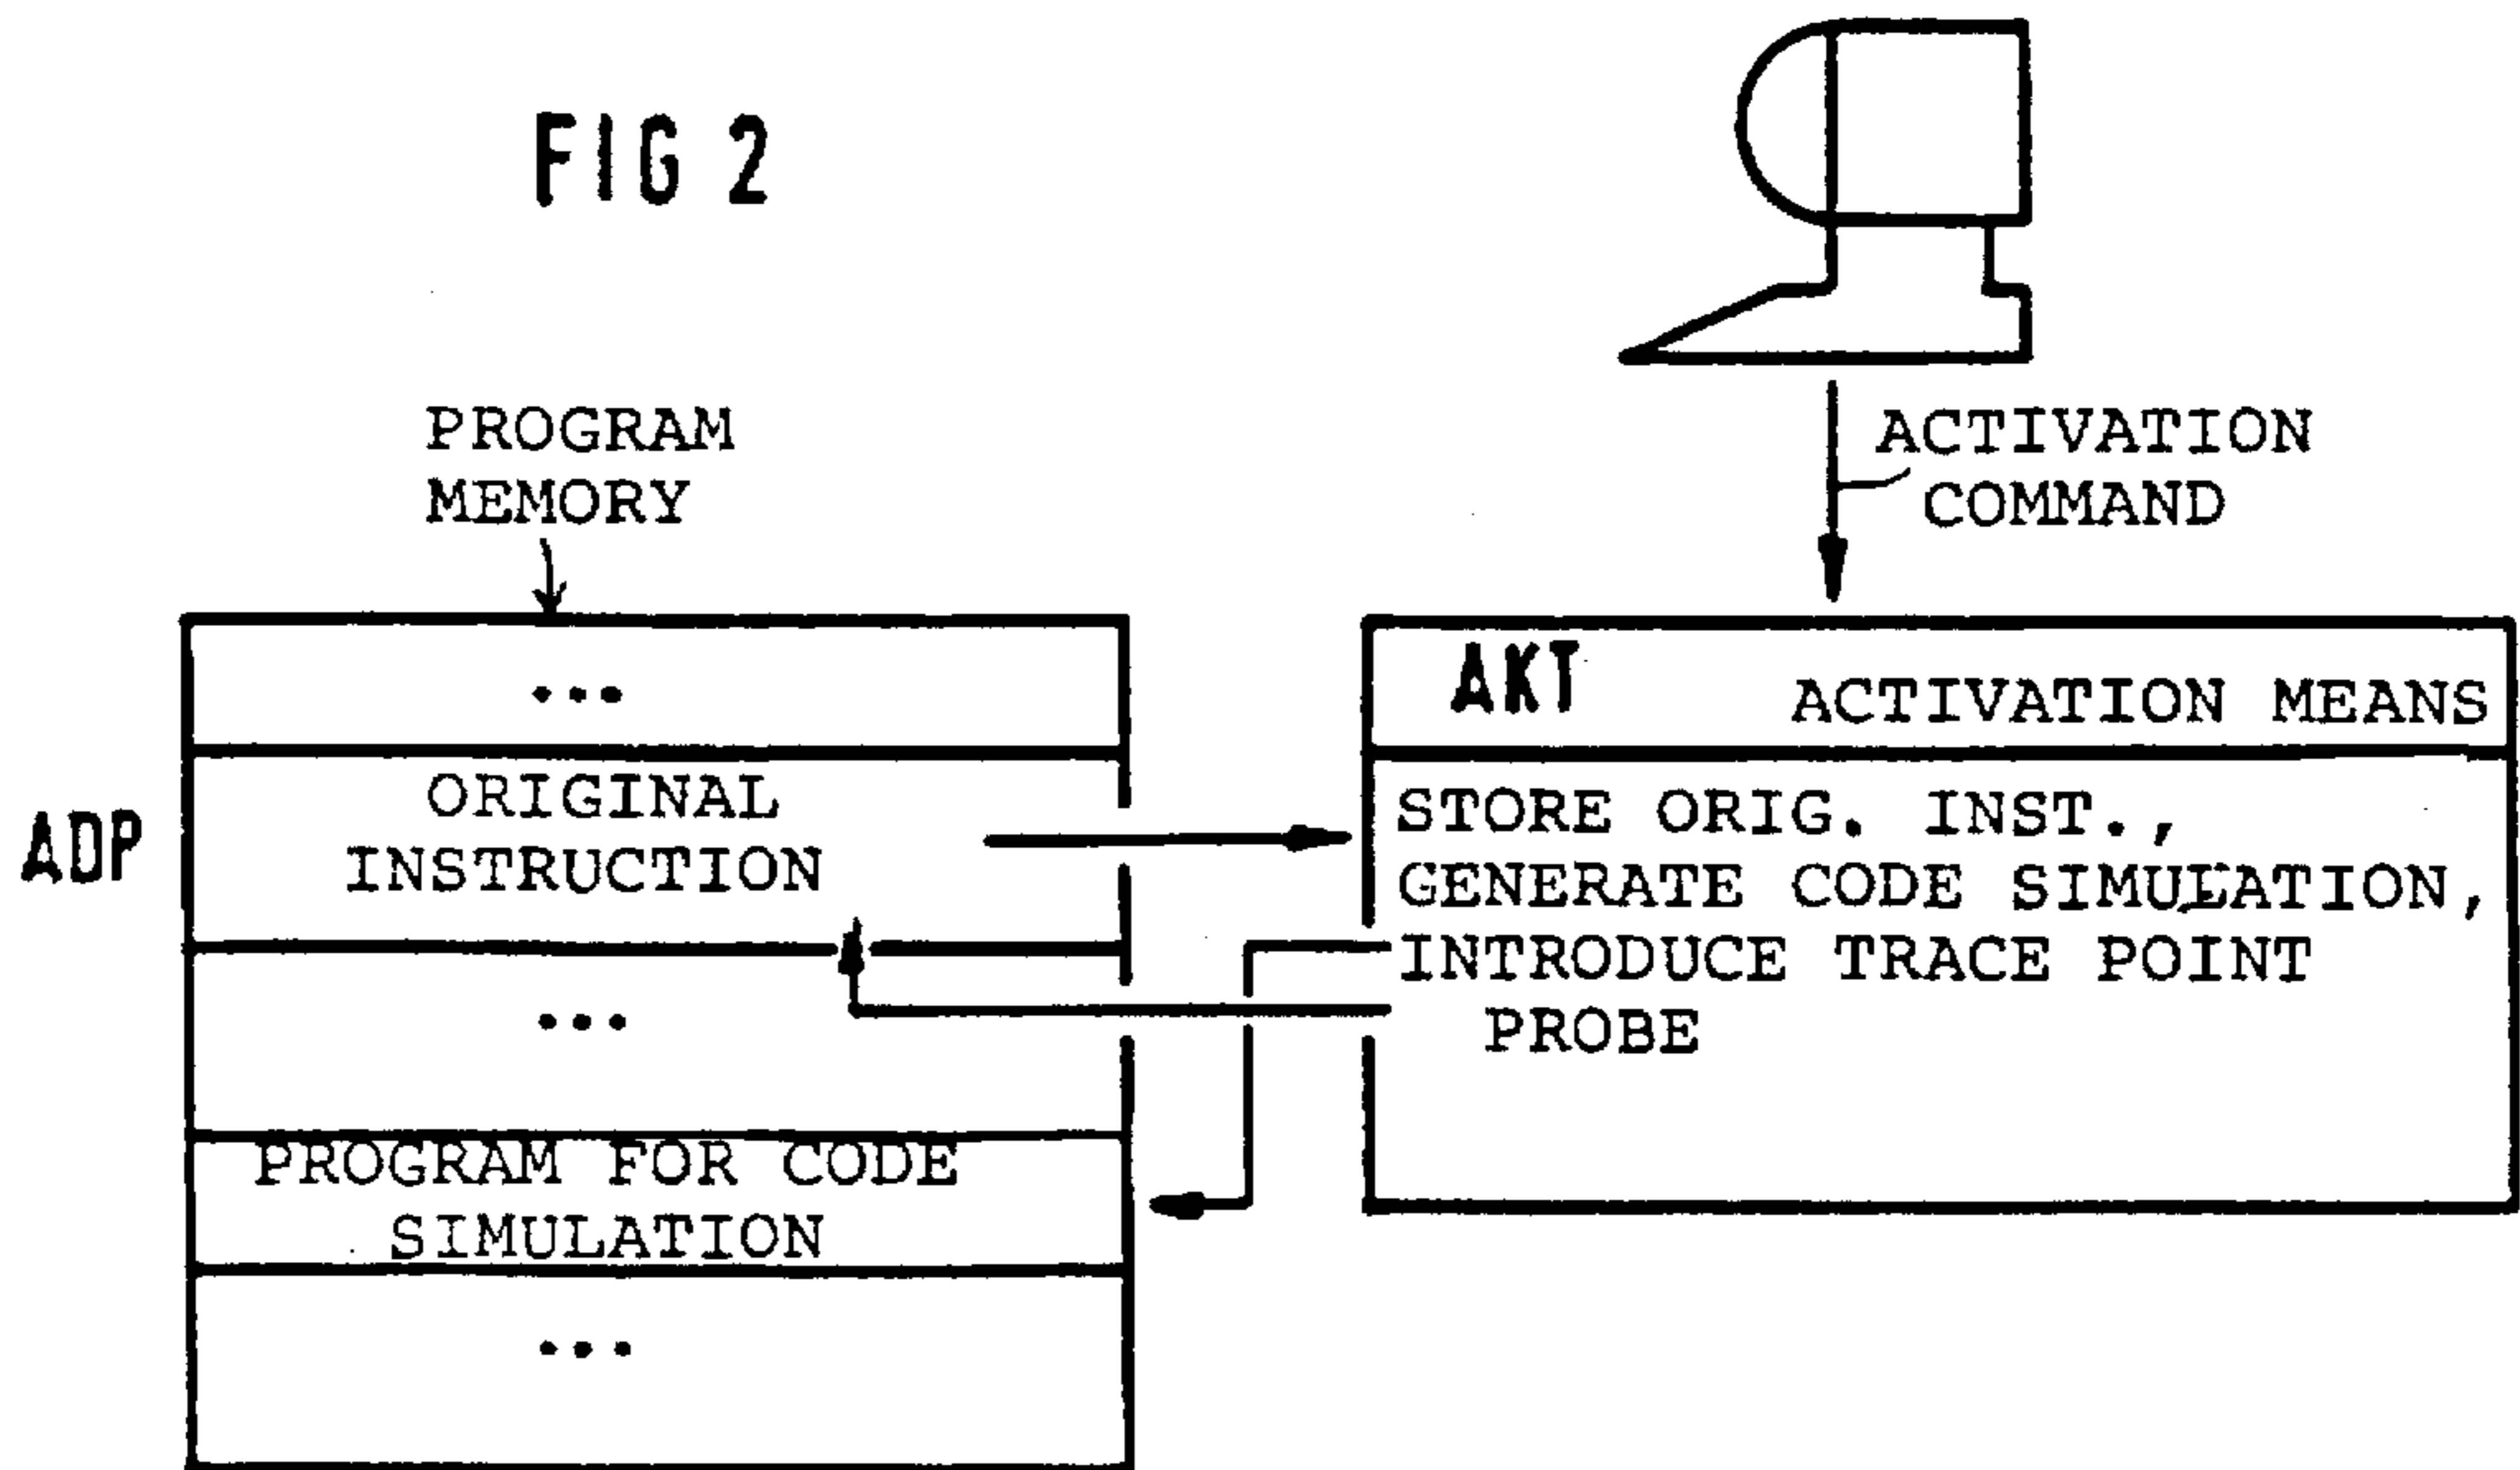 FIG 2
PROGRAM
MEMORY
ACTIVATION
COMMAND
...
ADP
ORIGINAL
INSTRUCTION
...
PROGRAM FOR CODE
SIMULATION
...
AKT ACTIVATION MEANS
STORE ORIG. INST.,
GENERATE CODE SIMULATION,
INTRODUCE TRACE POINT
PROBE